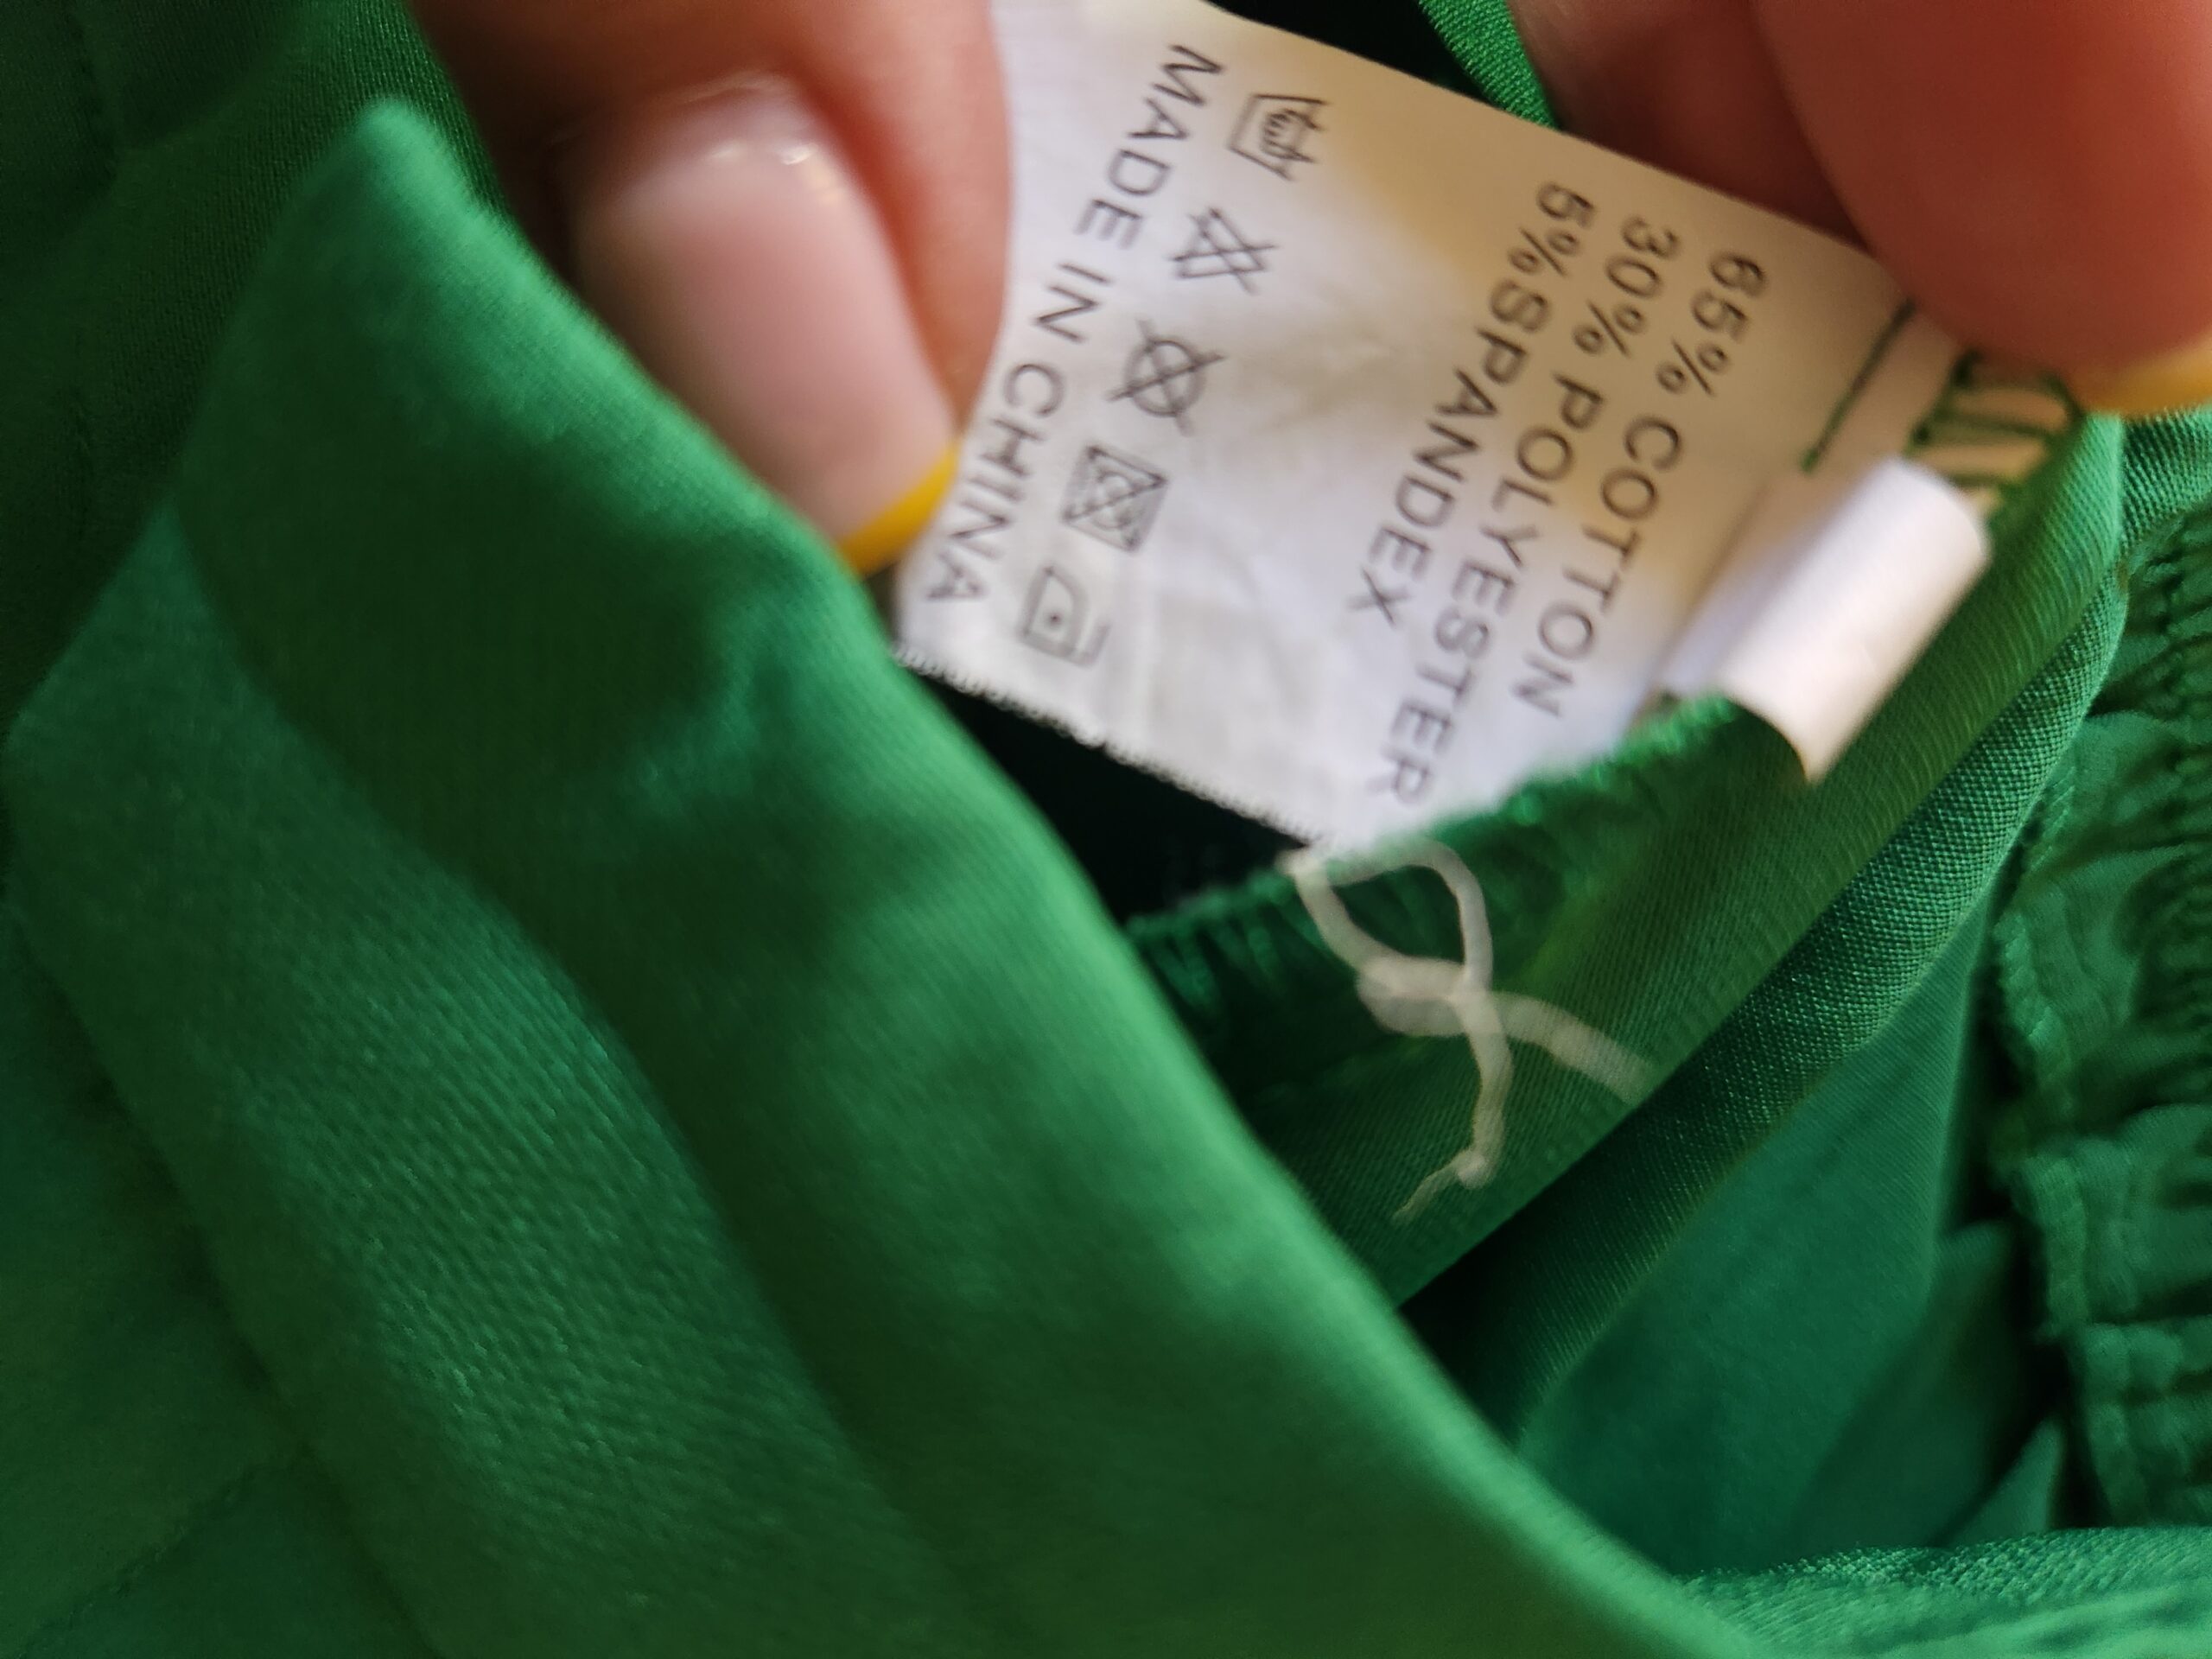 65% COTTON
30% POLYESTER
5%SPANDEX
MADE IN CHINA